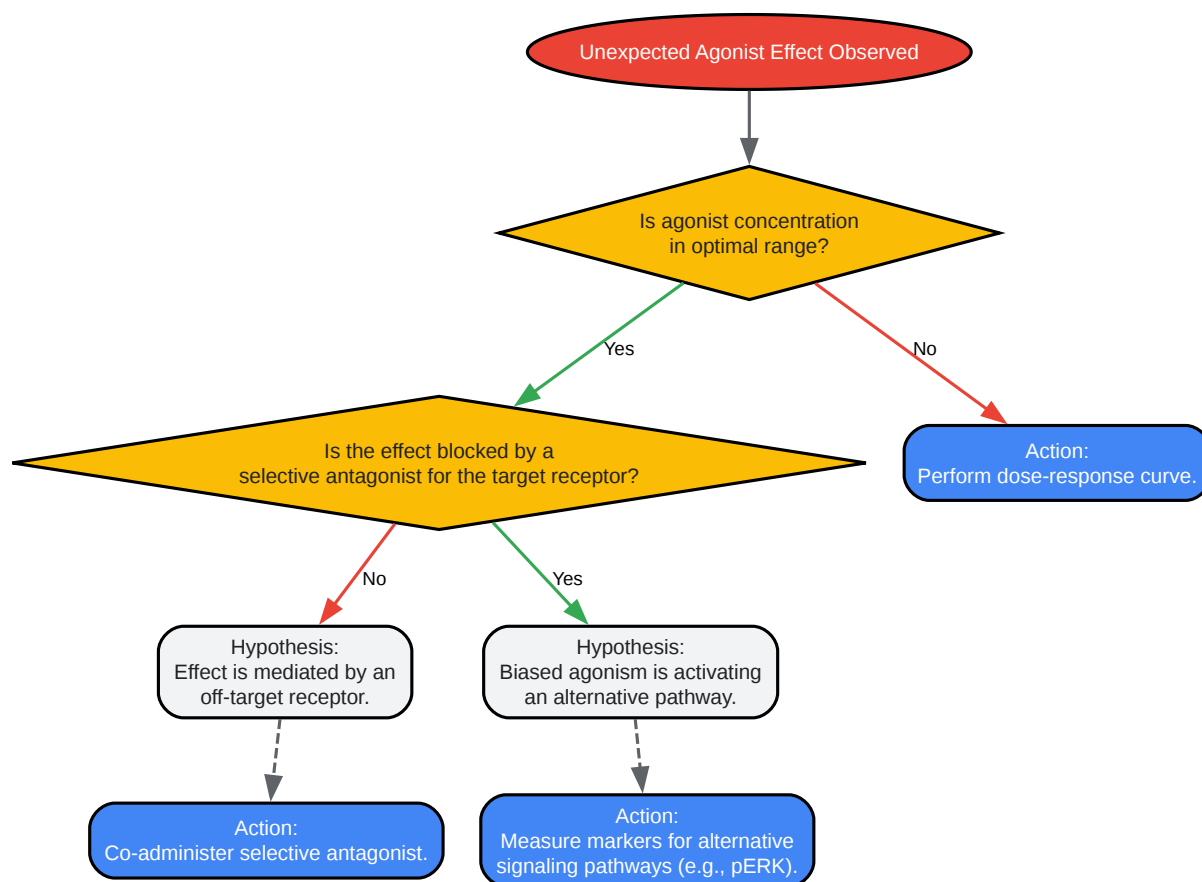 Unexpected Agonist Effect Observed
Is agonist concentration
in optimal range?
Yes
No
Is the effect blocked by a
selective antagonist for the target receptor?
Action:
Perform dose-response curve.
No
Yes
Hypothesis:
Effect is mediated by an
off-target receptor.
Hypothesis:
Biased agonism is activating
an alternative pathway.
Action:
Co-administer selective antagonist.
Action:
Measure markers for alternative
signaling pathways (e.g., pERK).